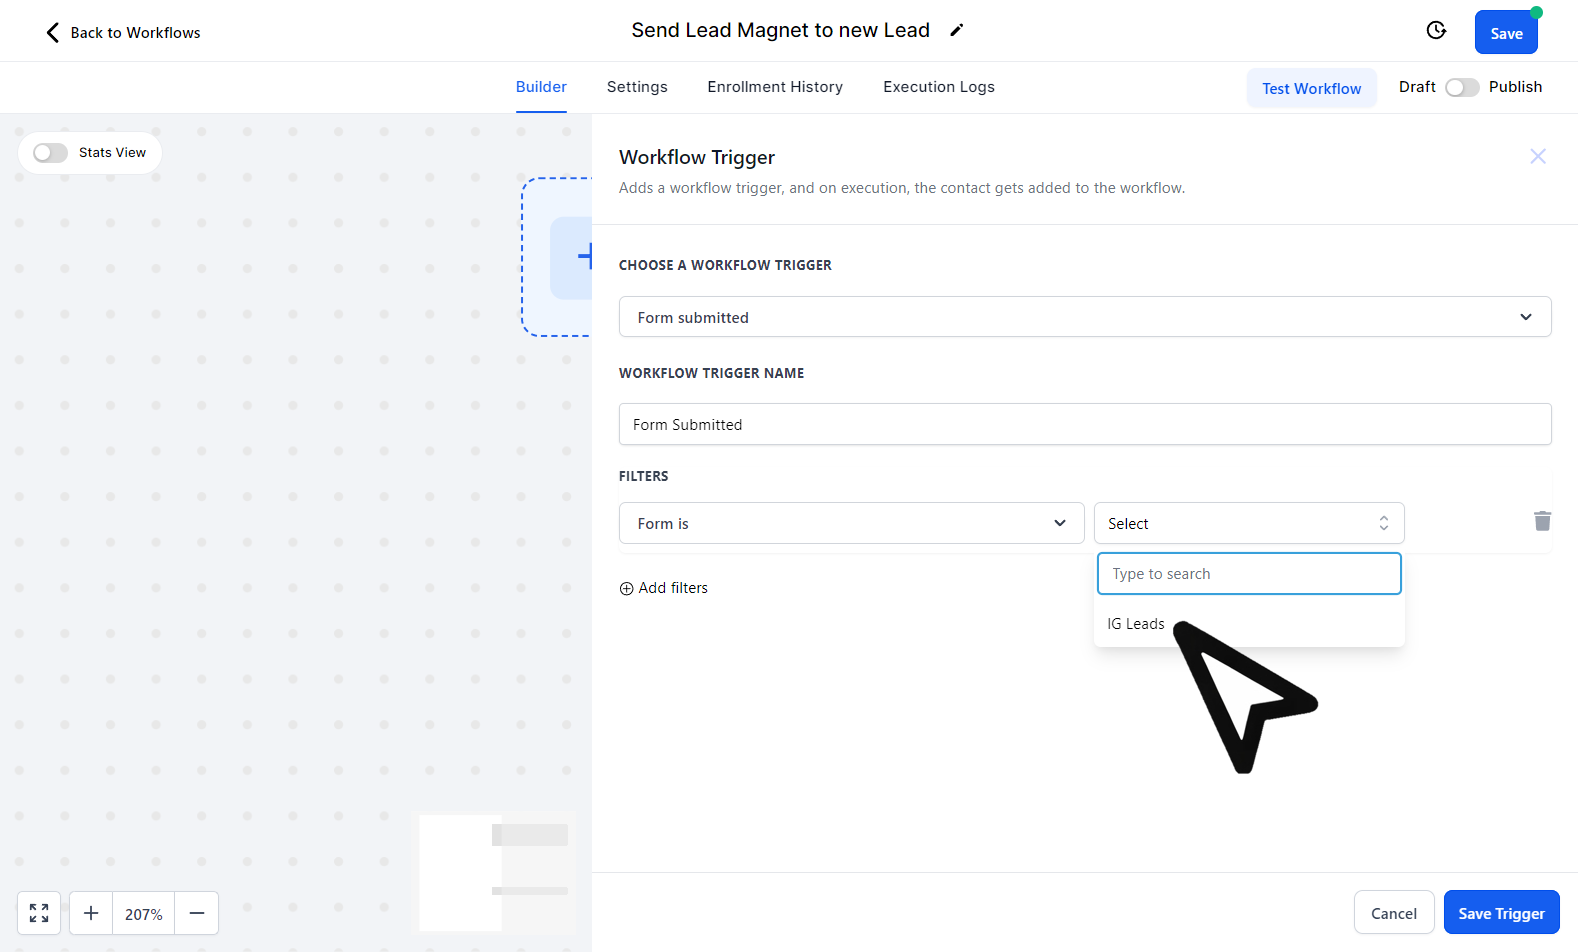 Back to Workflows
Send Lead Magnet to new Lead
Save
Builder
Settings
Enrollment History
Execution Logs
Test Workflow
Draft
Publish
Stats View
Workflow Trigger
Adds a workflow trigger, and on execution, the contact gets added to the workflow.
CHOOSE A WORKFLOW TRIGGER
Form submitted
WORKFLOW TRIGGER NAME
Form Submitted
FILTERS
Form is
Select
Type to search
IG Leads
Add filters
207%
Cancel
Save Trigger